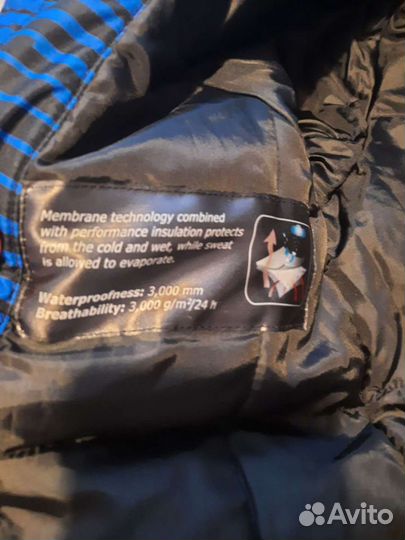 Membrane technology combined
with performance insulation protects
from the cold and wet, while sweat
is allowed to evaporate.
Waterproofness: 3,000 mm
Breathability: 3,000 g/m²/24 h
Avito